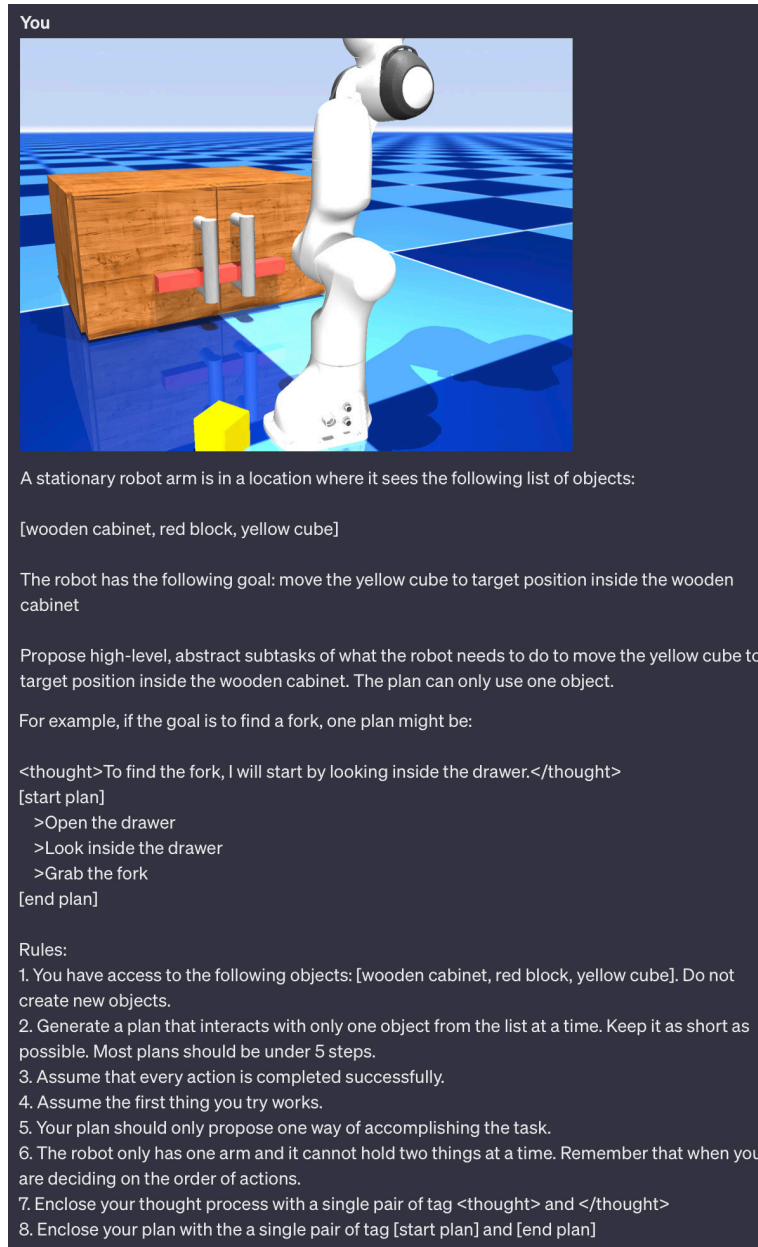 You
A stationary robot arm is in a location where it sees the following list of objects:
[wooden cabinet, red block, yellow cube]
The robot has the following goal: move the yellow cube to target position inside the wooden
cabinet
Propose high-level, abstract subtasks of what the robot needs to do to move the yellow cube to
target position inside the wooden cabinet. The plan can only use one object.
For example, if the goal is to find a fork, one plan might be:
<thought>To find the fork, I will start by looking inside the drawer.</thought>
[start plan]
>Open the drawer
>Look inside the drawer
>Grab the fork
[end plan]
Rules:
1. You have access to the following objects: [wooden cabinet, red block, yellow cube]. Do not
create new objects.
2. Generate a plan that interacts with only one object from the list at a time. Keep it as short as
possible. Most plans should be under 5 steps.
3. Assume that every action is completed successfully.
4. Assume the first thing you try works.
5. Your plan should only propose one way of accomplishing the task.
6. The robot only has one arm and it cannot hold two things at a time. Remember that when you
are deciding on the order of actions.
7. Enclose your thought process with a single pair of tag <thought> and </thought>
8. Enclose your plan with the a single pair of tag [start plan] and [end plan]